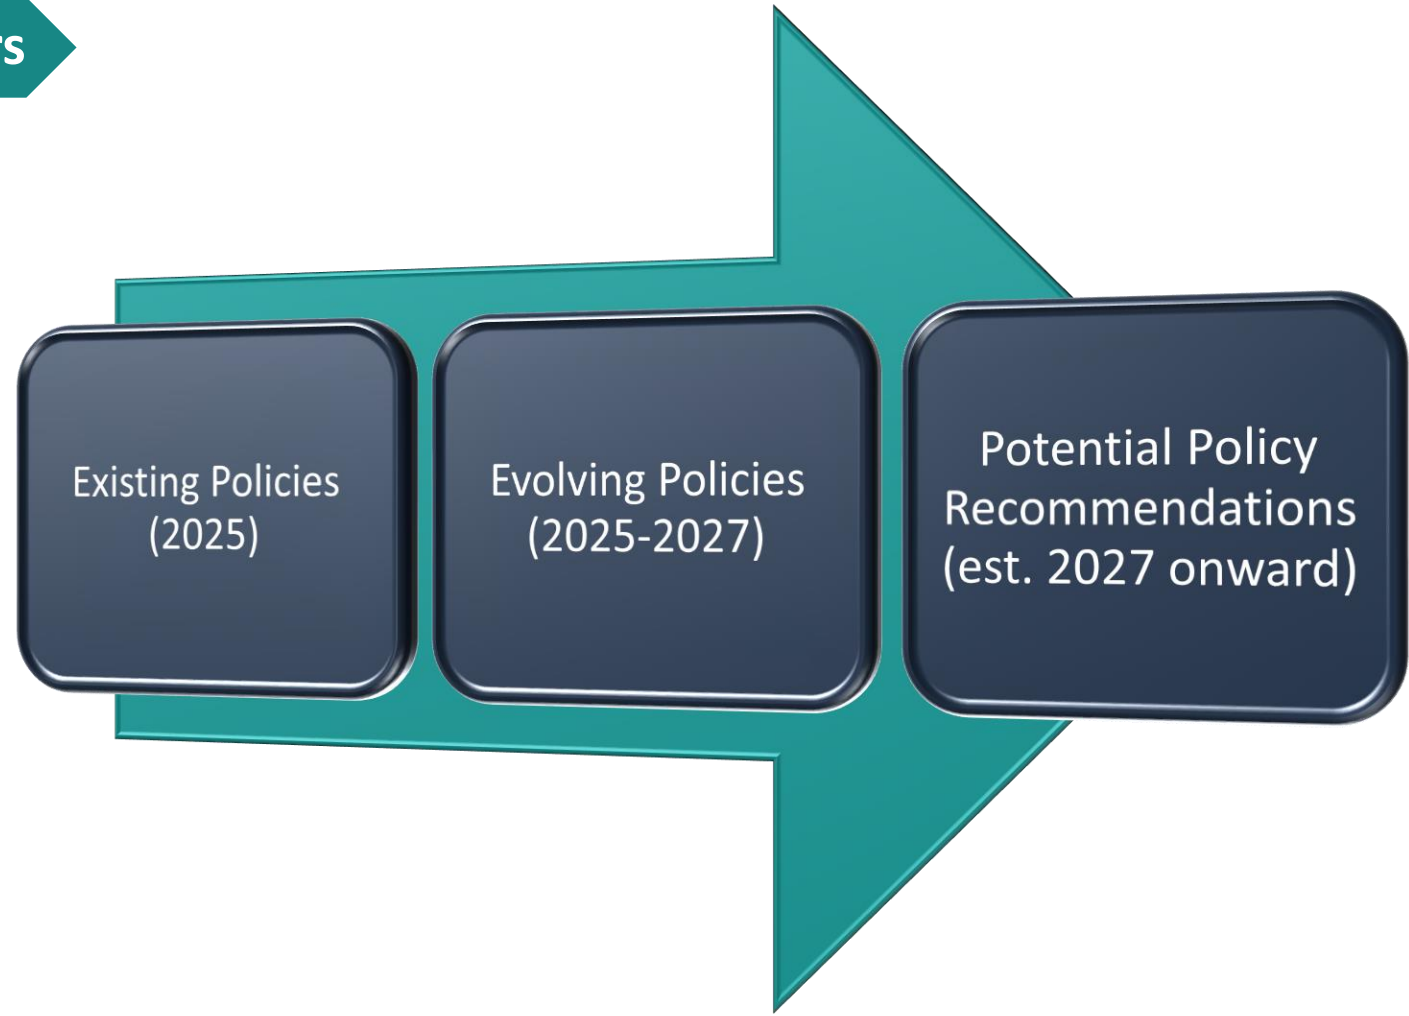 Existing Policies
(2025)
Evolving Policies
(2025-2027)
Potential Policy
Recommendations
(est. 2027 onward)